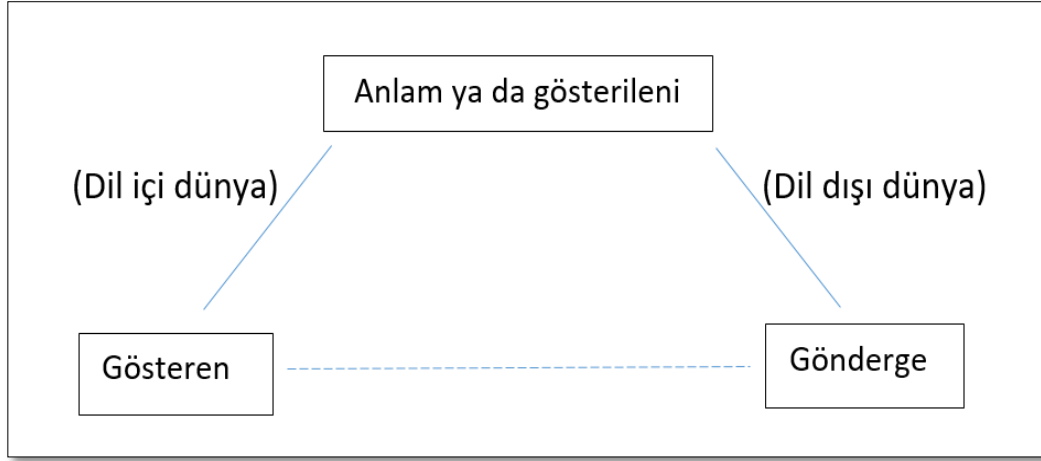 Anlam ya da gösterileni
(Dil içi dünya)
(Dil dışı dünya)
Gösteren
Gönderge